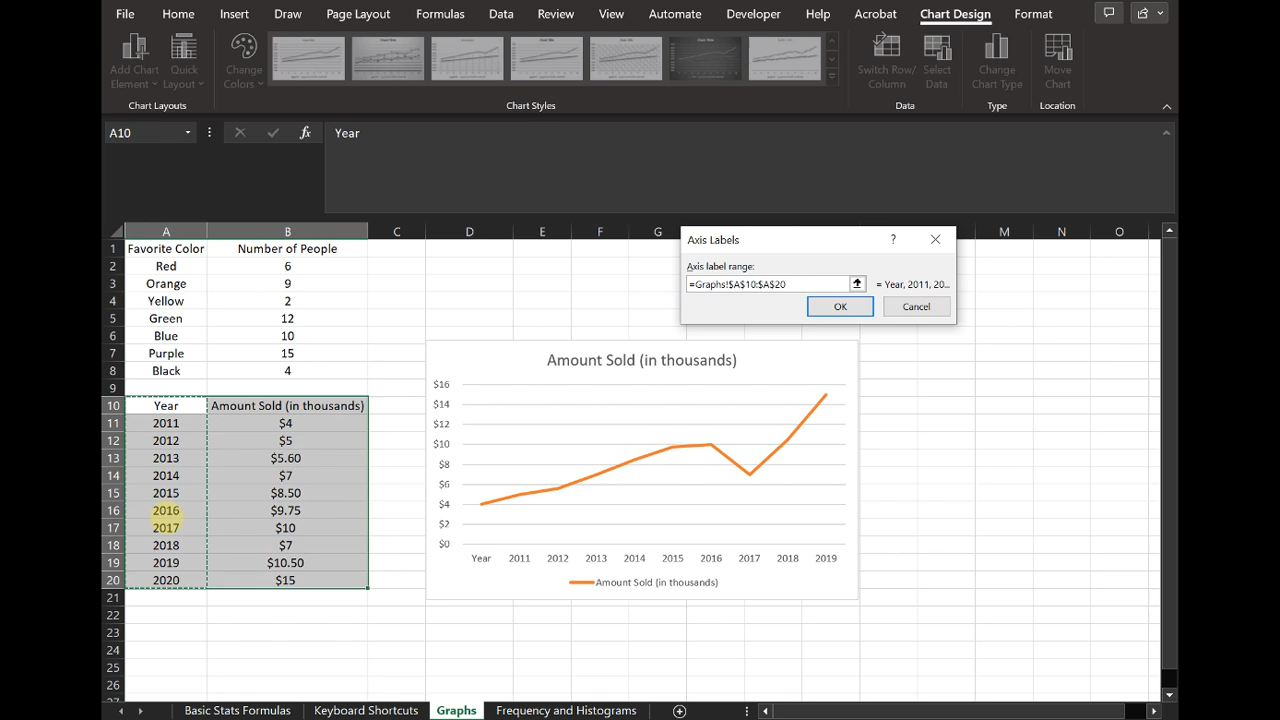 File Home Insert Draw Page Layout Formulas Data Review View Automate Developer Help Acrobat Chart Design Format
Add Chart Element
Quick Layout
Change Colors
Switch Row/ Column
Select Data
Change Chart Type
Move Chart
Chart Layouts Chart Styles Data Type Location
A10 fx Year
A B C D E F G M N O
1 Favorite Color Number of People
2 Red 6
3 Orange 9
4 Yellow 2
5 Green 12
6 Blue 10
7 Purple 15
8 Black 4
9
10 Year Amount Sold (in thousands)
11 2011 $4
12 2012 $5
13 2013 $5.60
14 2014 $7
15 2015 $8.50
16 2016 $9.75
17 2017 $10
18 2018 $7
19 2019 $10.50
20 2020 $15
21
22
23
24
25
26
Axis Labels ?
Axis label range:
=Graphs!$A$10:$A$20 = Year, 2011, 20...
OK Cancel
Amount Sold (in thousands)
$16
$14
$12
$10
$8
$6
$4
$2
$0
Year 2011 2012 2013 2014 2015 2016 2017 2018 2019
Amount Sold (in thousands)
Basic Stats Formulas Keyboard Shortcuts Graphs Frequency and Histograms